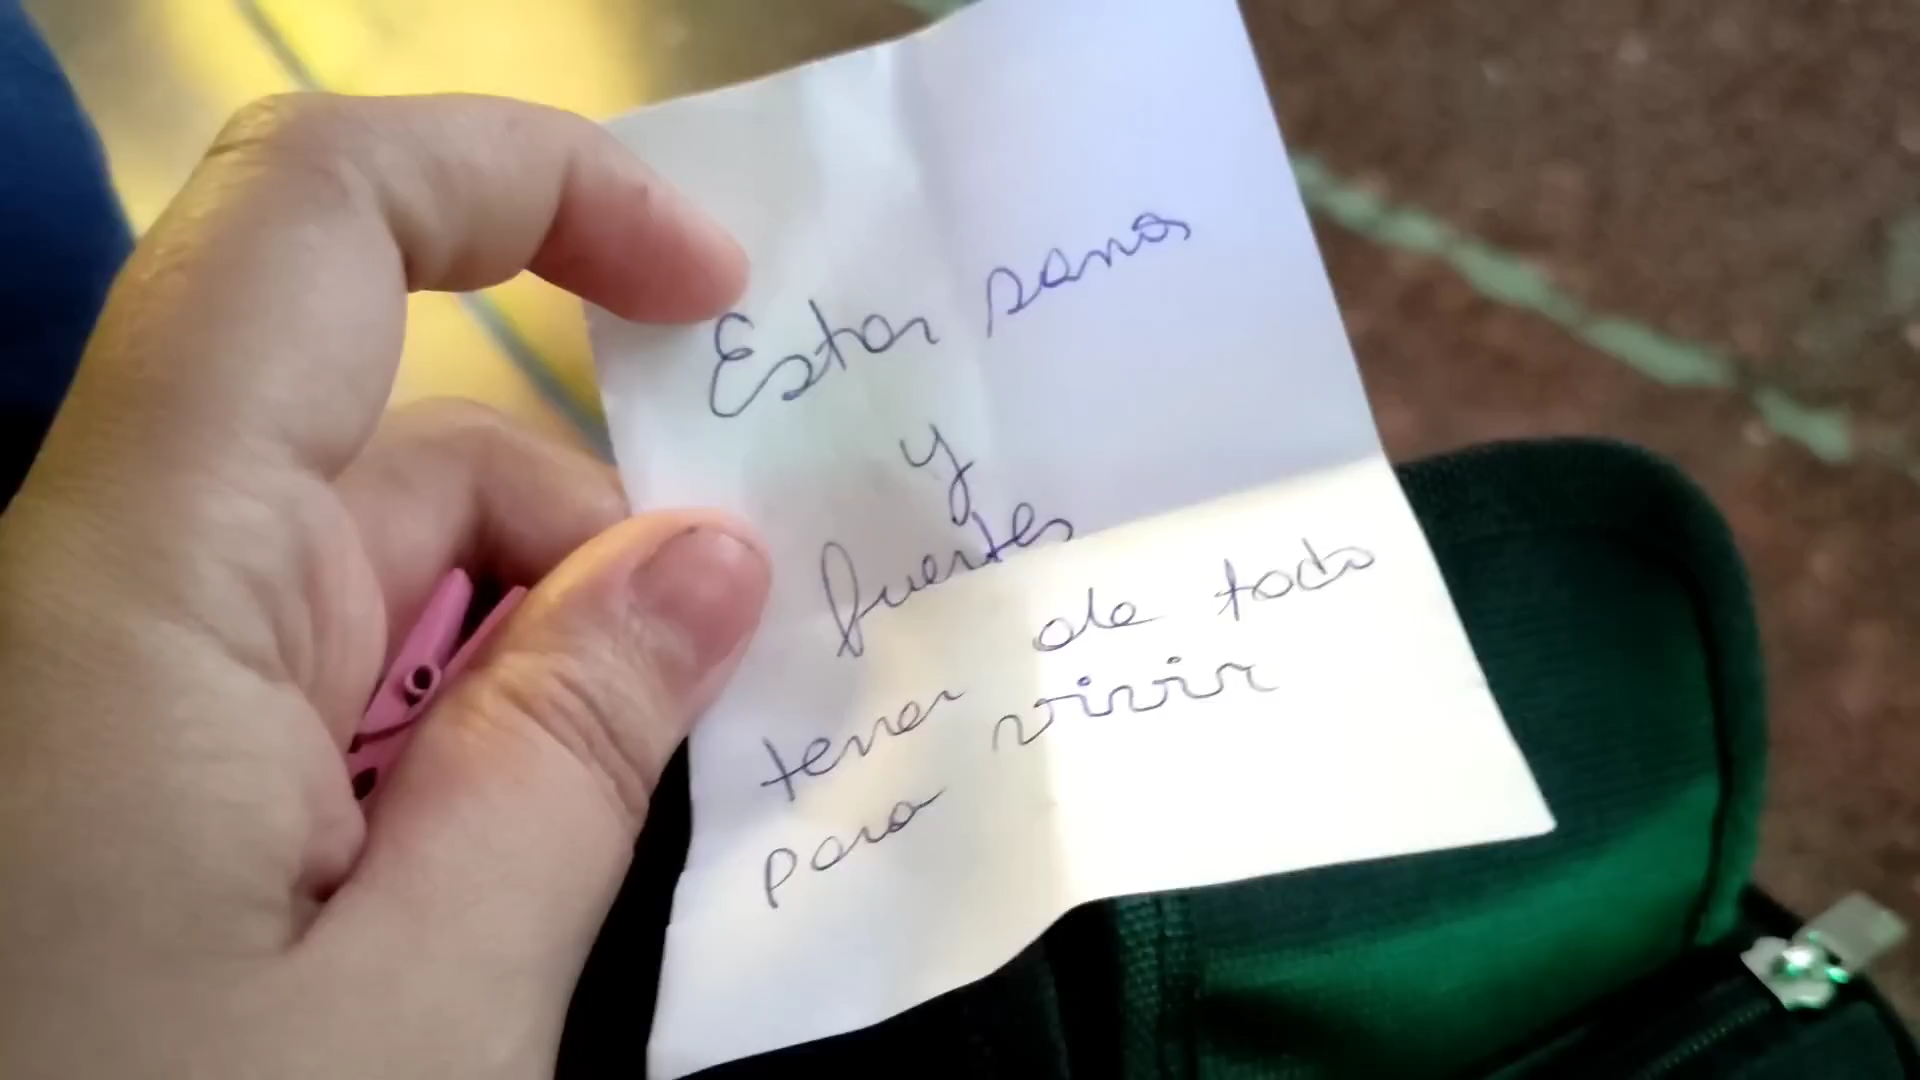 Estar sanos
y
fuertes
tener de todo
para vivir